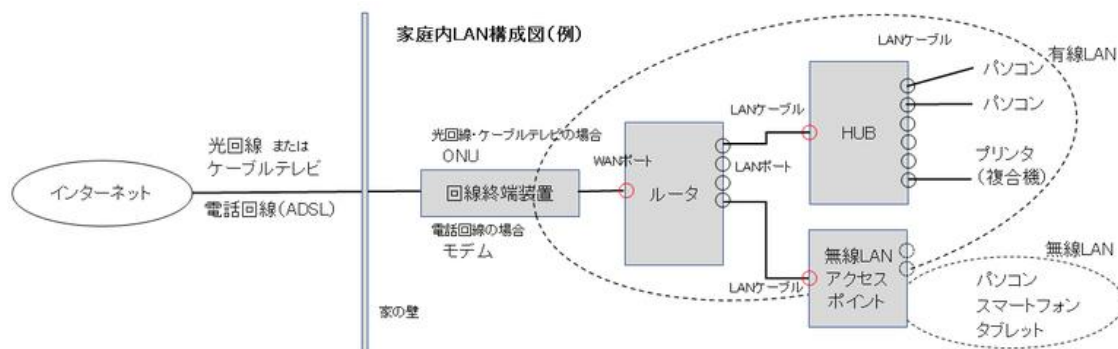 家庭内LAN構成図(例)
LANケーブル
有線LAN
パソコン
LANケーブル
パソコン
HUB
光回線・ケーブルテレビの場合
ONU
WANポート
LANポート
プリンタ
(複合機)
光回線 または
ケーブルテレビ
インターネット
回線終端装置
ルータ
電話回線(ADSL)
電話回線の場合
モデム
無線LAN
アクセス
ポイント
無線LAN
LANケーブル
パソコン
スマートフォン
タブレット
家の壁